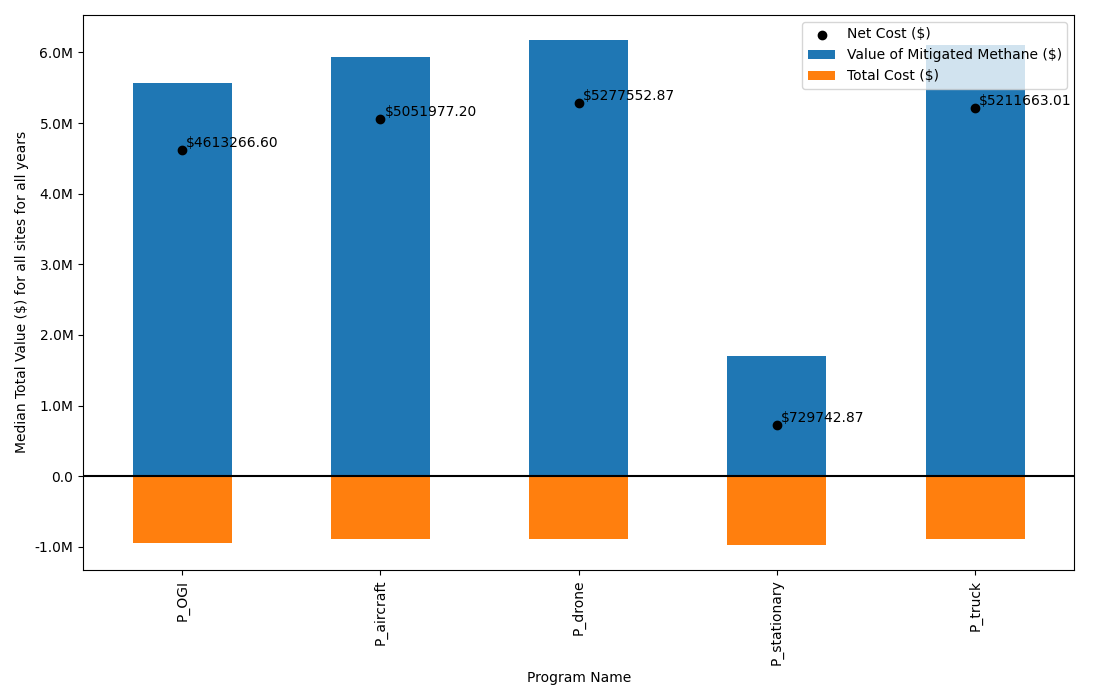 Net Cost ($)
Value of Mitigated Methane ($)
Total Cost ($)
6.0M
5.0M
4.0M
3.0M
2.0M
1.0M
0.0
-1.0M
Median Total Value ($) for all sites for all years
$4613266.60
$5051977.20
$5277552.87
$729742.87
$5211663.01
P_OGI
P_aircraft
P_drone
P_stationary
P_truck
Program Name